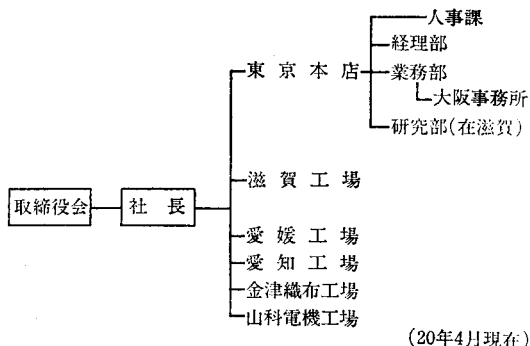 人事課
経理部
東京本店
業務部
大阪事務所
研究部(在滋賀)
滋賀工場
取締役会
社長
愛媛工場
愛知工場
金津織布工場
山科電機工場
(20年4月現在)